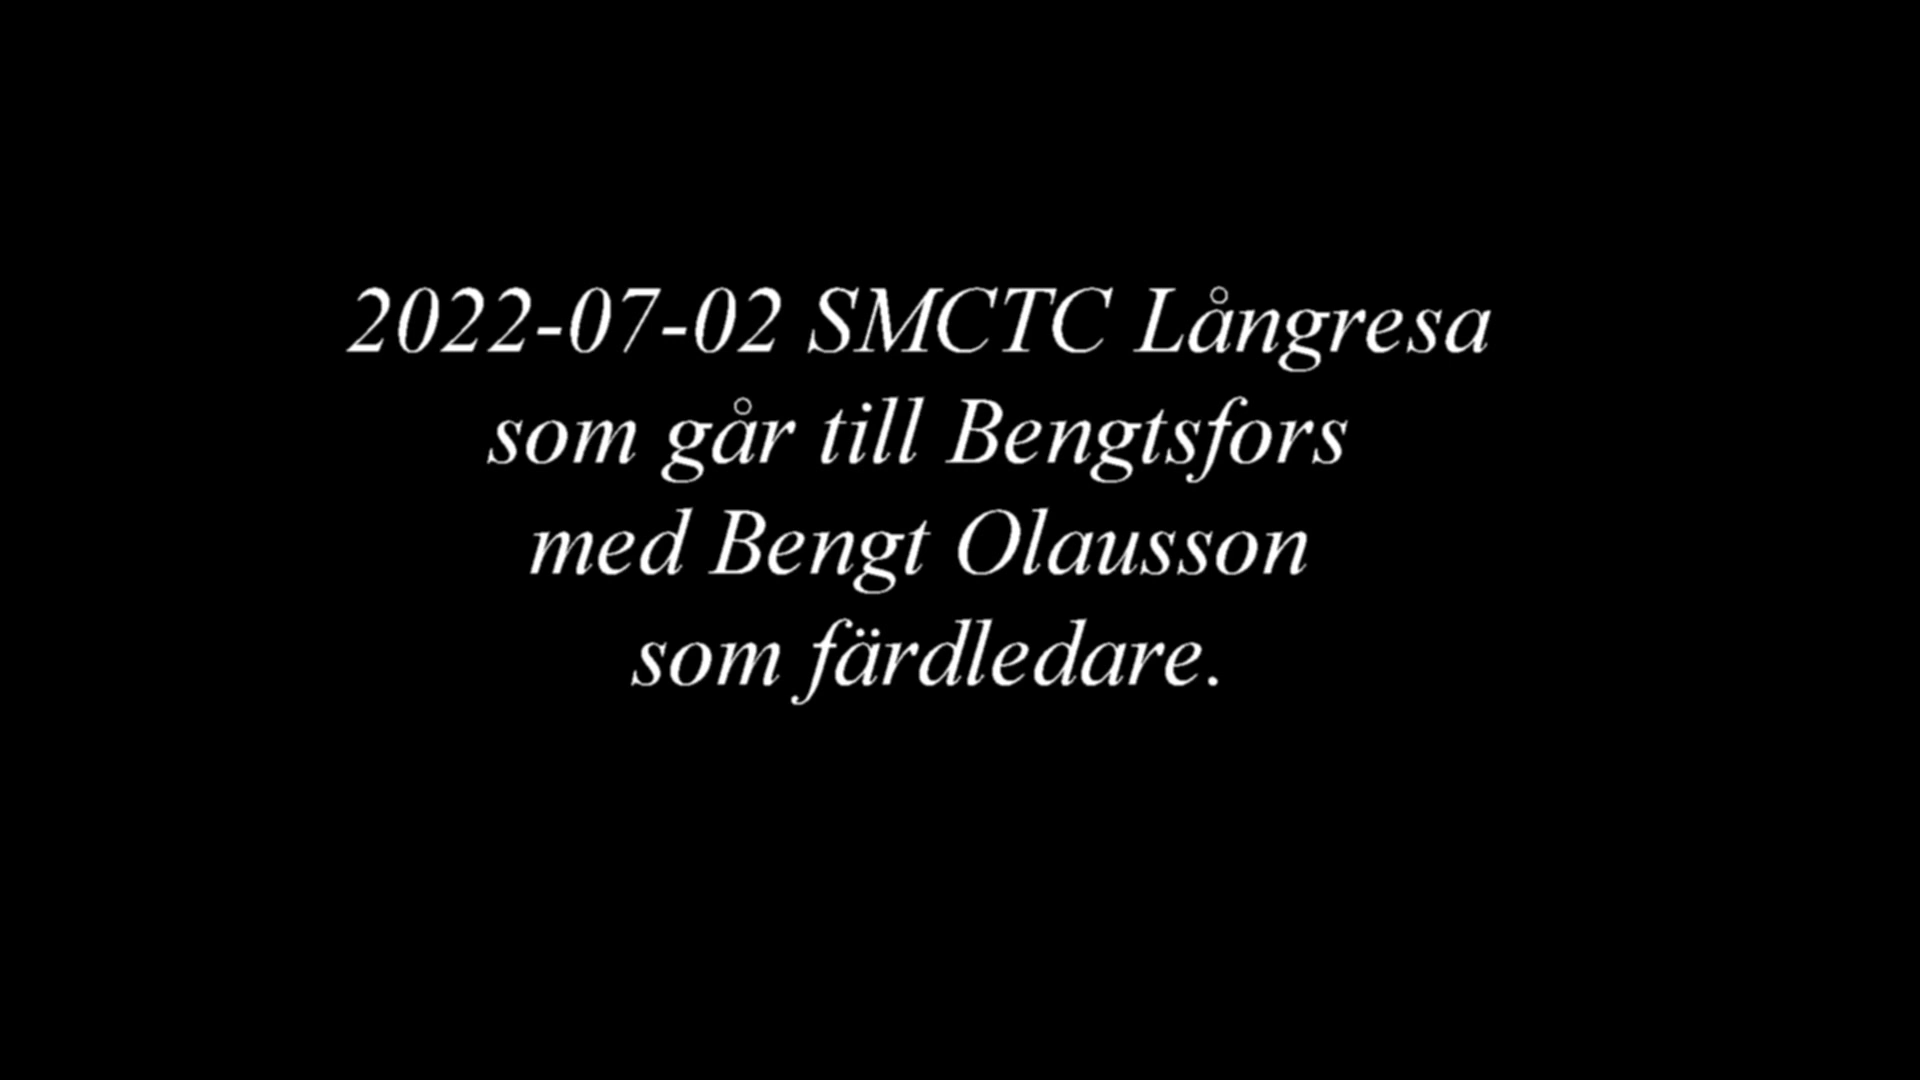 2022-07-02 SMCTC Långresa
som går till Bengtsfors
med Bengt Olausson
som färdledare.